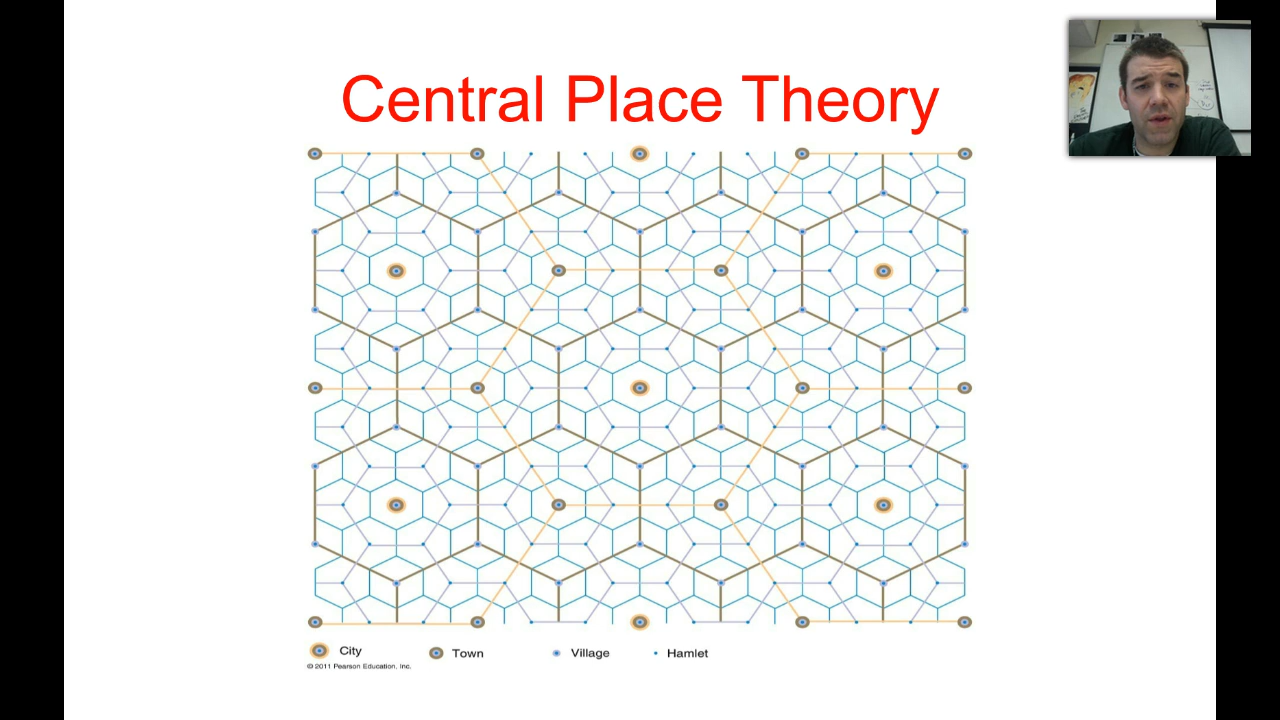 Central Place Theory
City
Town
Village
Hamlet
© 2011 Pearson Education, Inc.